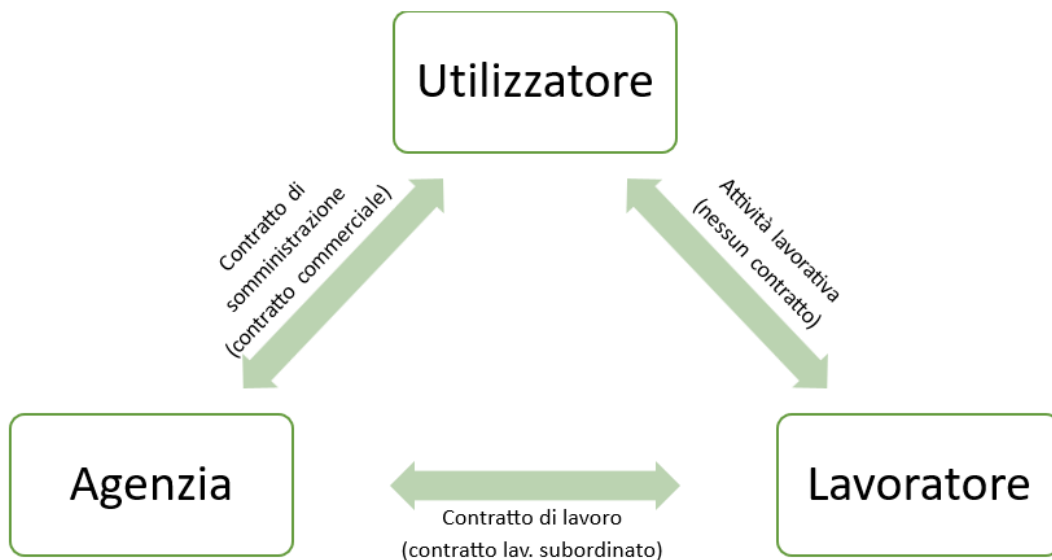 Utilizzatore
Contratto di
somministrazione
(contratto commerciale)
Attività lavorativa
(nessun contratto)
Agenzia
Lavoratore
Contratto di lavoro
(contratto lav. subordinato)